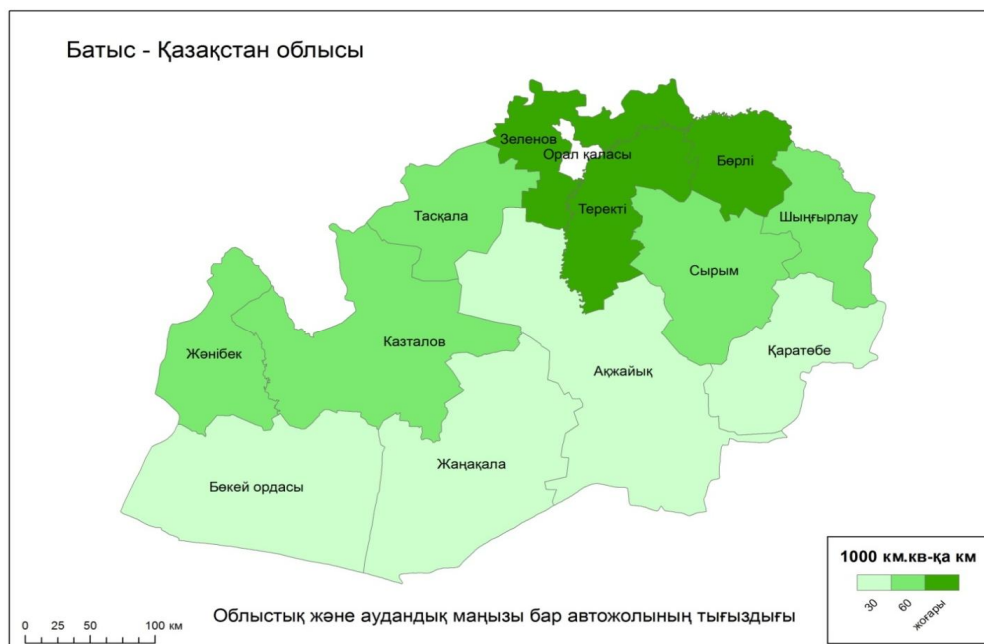 Батыс - Қазақстан облысы
Зеленов
Орал қаласы
Бөрлі
Тасқала
Теректі
Шыңғырлау
Сырым
Жәнібек
Казталов
Қаратөбе
Ақжайық
Жаңақала
Бөкей ордасы
1000 км.кв-қа км
30
60
жоғары
0 25 50 100 км
Облыстық және аудандық маңызы бар автожолының тығыздығы